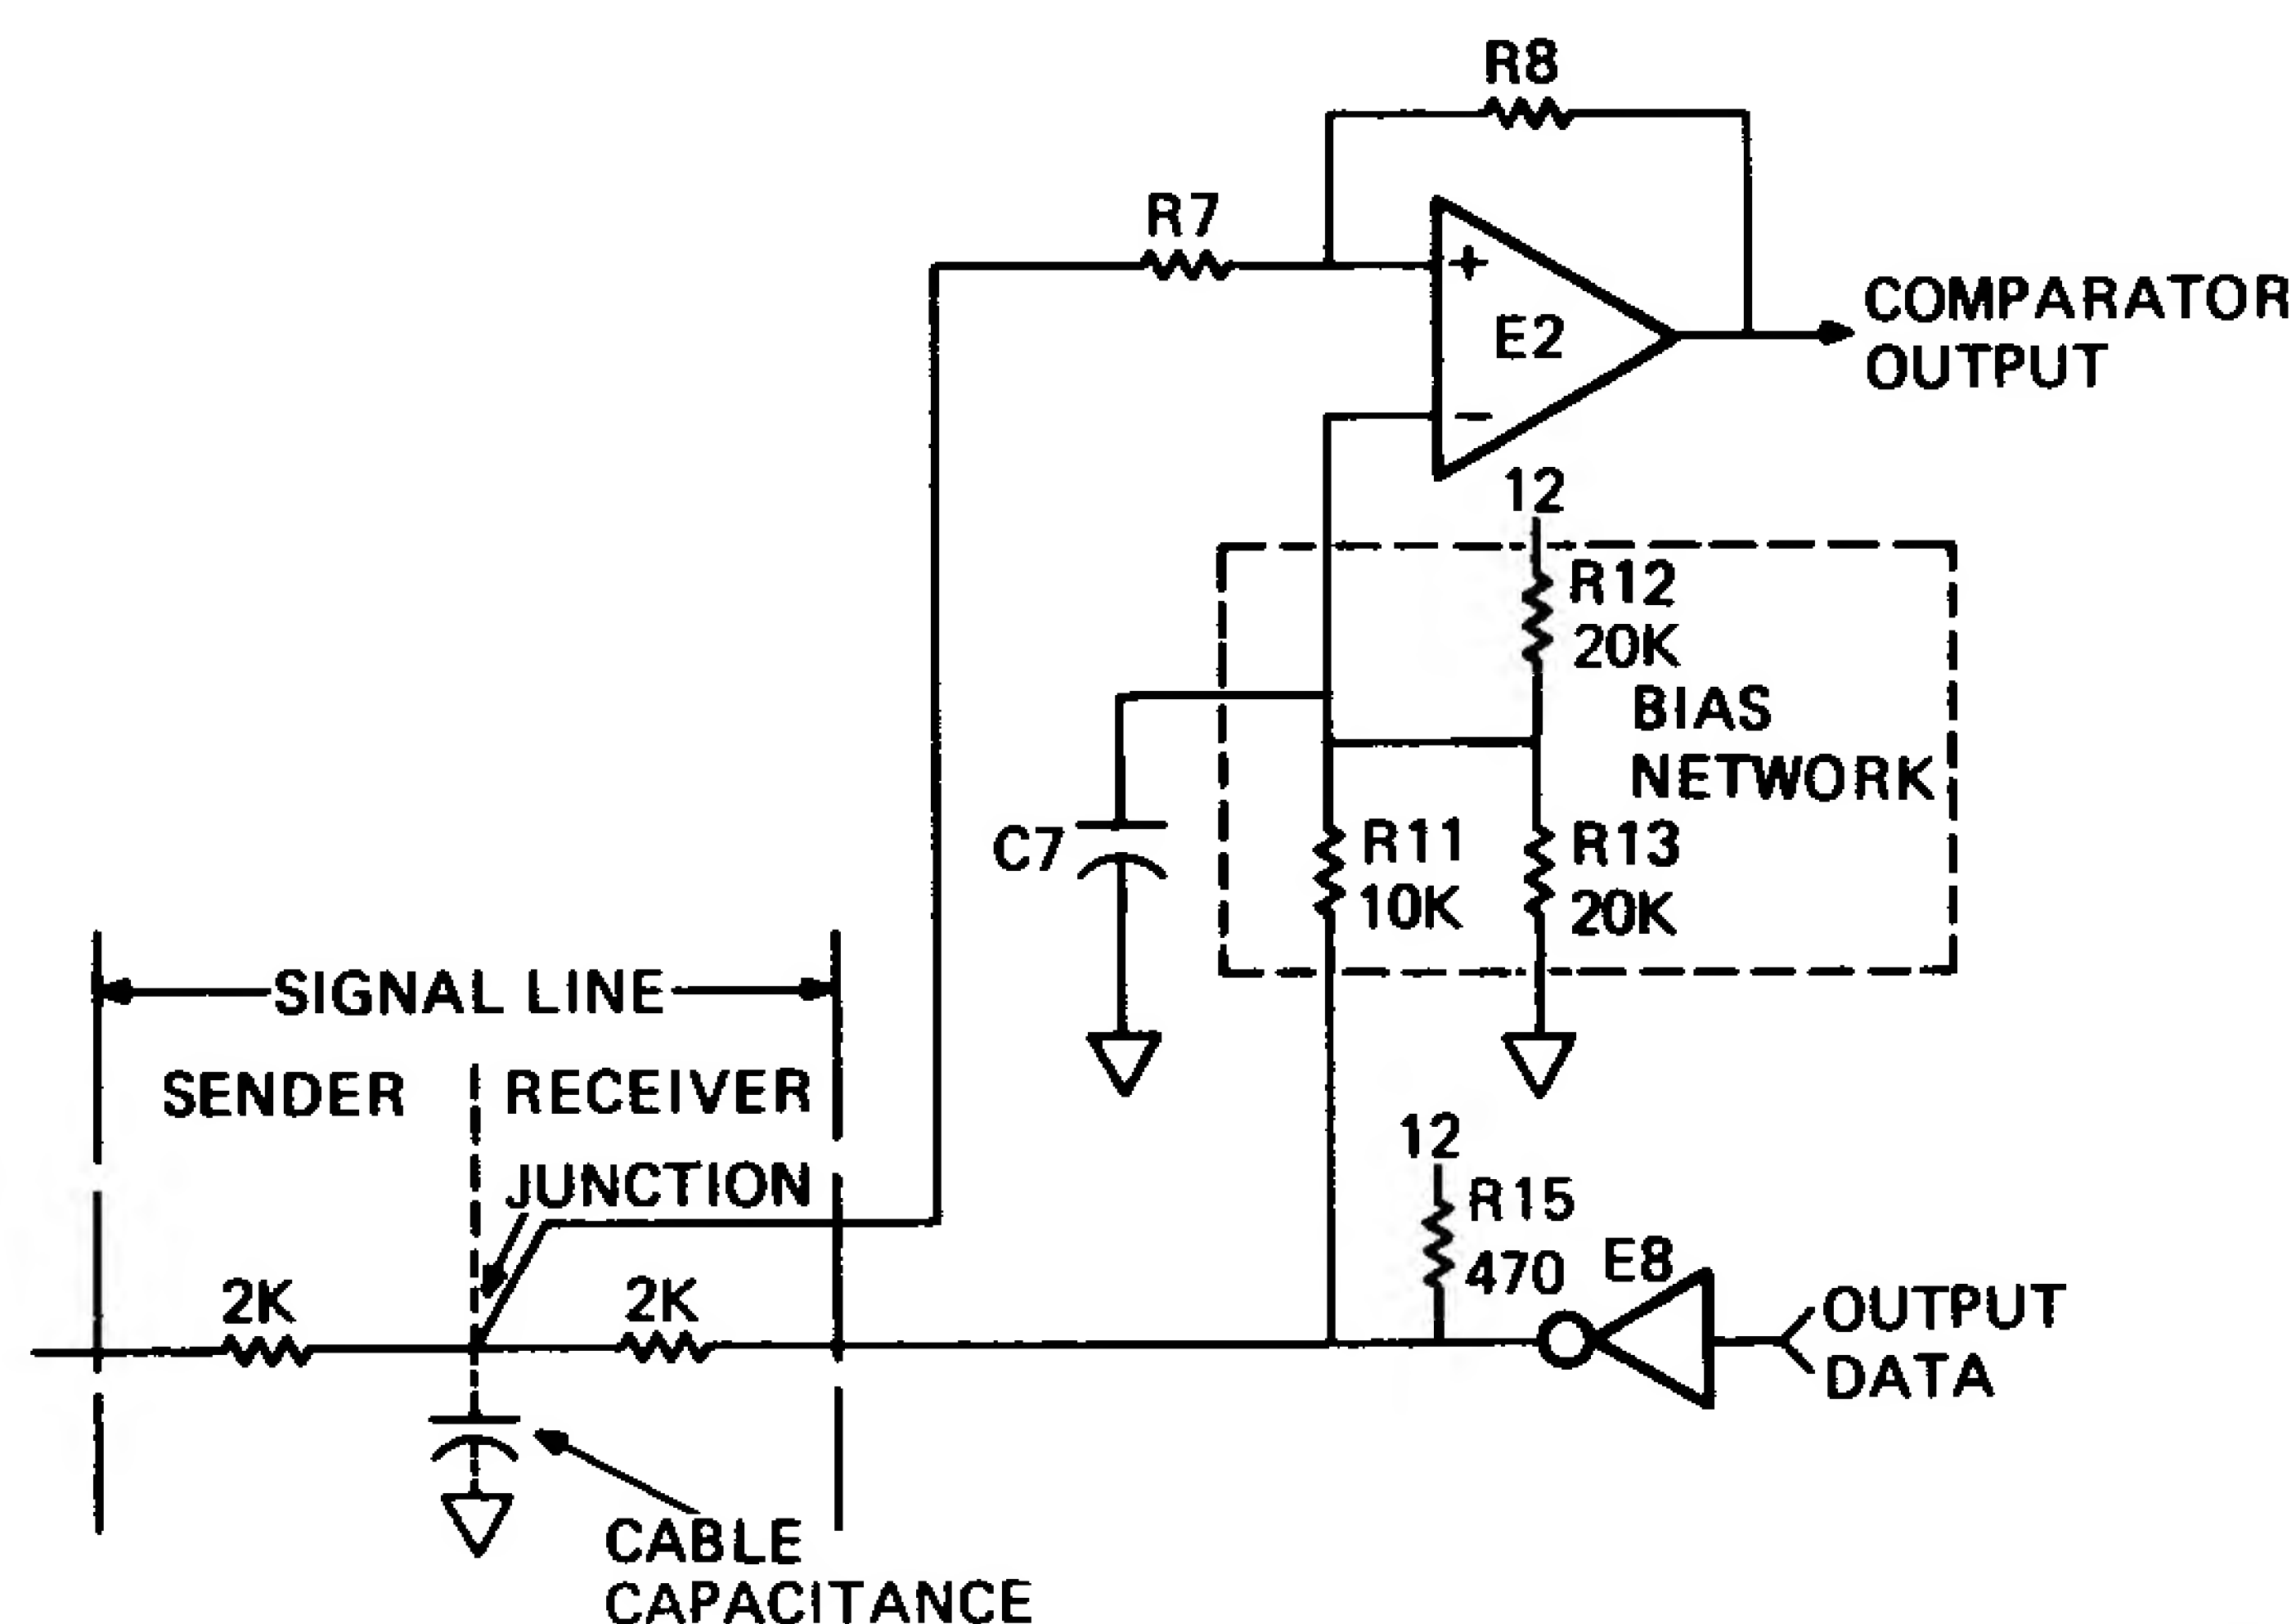 R8
R7
+
E2
−
COMPARATOR
OUTPUT
12
R12
20K
BIAS
NETWORK
C7
R11
10K
R13
20K
SIGNAL LINE
SENDER
RECEIVER
JUNCTION
12
R15
470
E8
2K
2K
OUTPUT
DATA
CABLE
CAPACITANCE